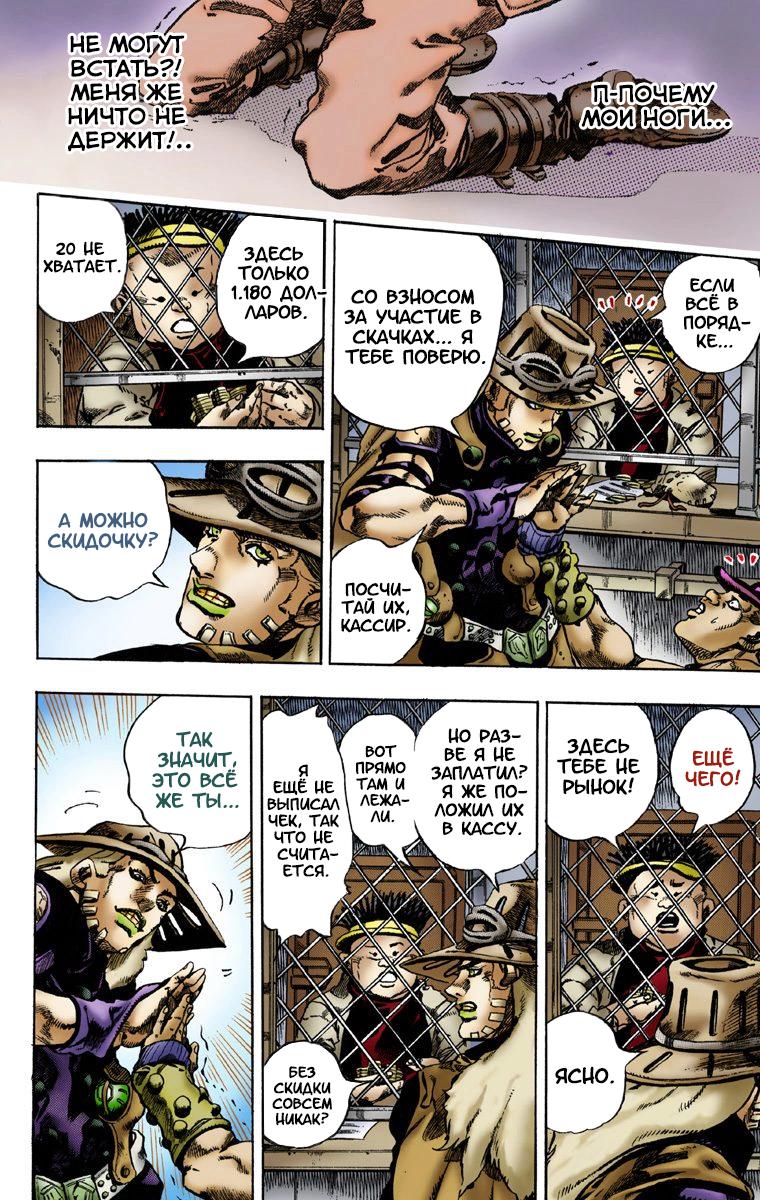 П-ПОЧЕМУ
МОИ НОГИ...
НЕ МОГУТ
ВСТАТЬ?!
МЕНЯ ЖЕ
НИЧТО НЕ
ДЕРЖИТ!..
ЕСЛИ
ВСЁ В
ПОРЯД-
КЕ...
СО ВЗНОСОМ
ЗА УЧАСТИЕ В
СКАЧКАХ... Я
ТЕБЕ ПОВЕРЮ.
ПОСЧИ-
ТАЙ ИХ,
КАССИР.
ЗДЕСЬ
ТОЛЬКО
1.180 ДОЛ-
ЛАРОВ.
20 НЕ
ХВАТАЕТ.
А МОЖНО
СКИДОЧКУ?
ЕЩЁ
ЧЕГО!
ЗДЕСЬ
ТЕБЕ НЕ
РЫНОК!
ЯСНО.
НО РАЗ-
ВЕ Я НЕ
ЗАПЛАТИЛ?
Я ЖЕ ПО-
ЛОЖИЛ ИХ
В КАССУ.
ВОТ
ПРЯМО
ТАМ И
ЛЕЖА-
ЛИ.
Я
ЕЩЁ НЕ
ВЫПИСАЛ
ЧЕК, ТАК
ЧТО НЕ
СЧИТА-
ЕТСЯ.
БЕЗ
СКИДКИ
СОВСЕМ
НИКАК?
ТАК
ЗНАЧИТ,
ЭТО ВСЁ
ЖЕ ТЫ...